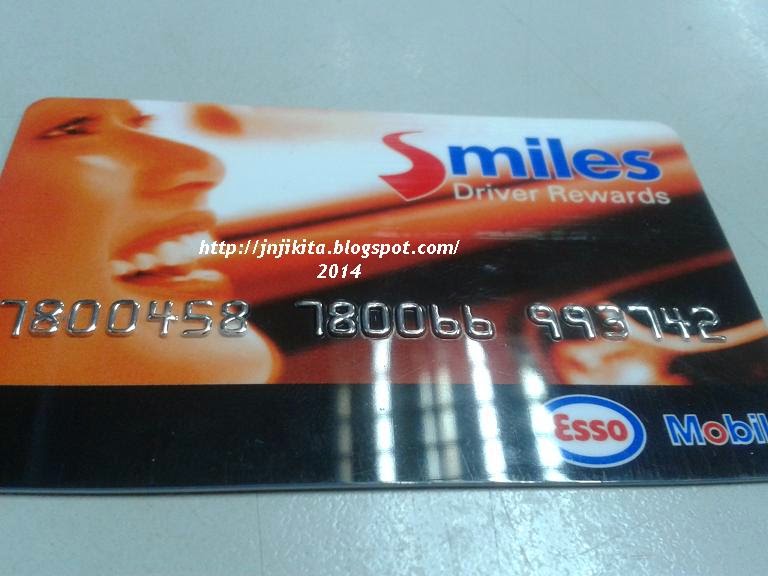 Smiles
Driver Rewards
http://jnjikita.blogspot.com/
2014
7800458 780066 993742
Esso Mobil